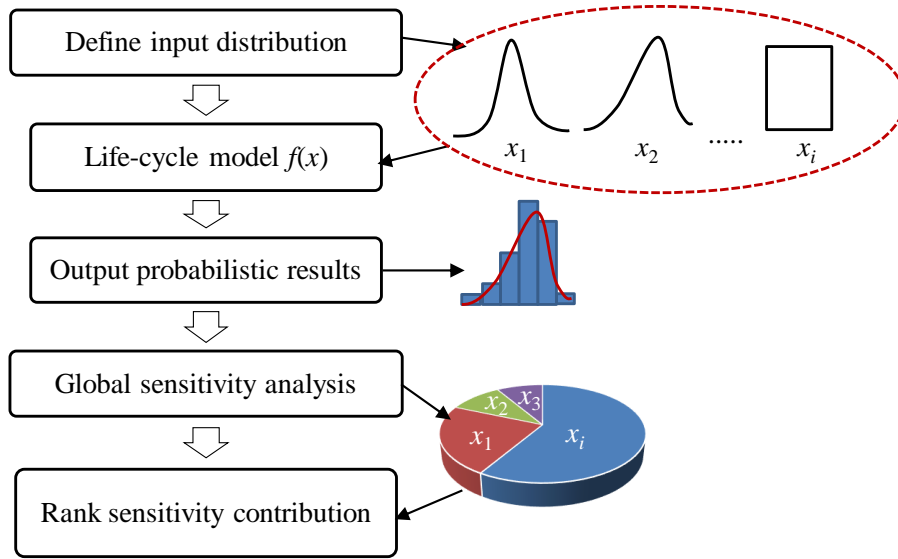 Define input distribution
x1
x2
.....
xi
Life-cycle model f(x)
Output probabilistic results
Global sensitivity analysis
x3
x2
x1
xi
Rank sensitivity contribution